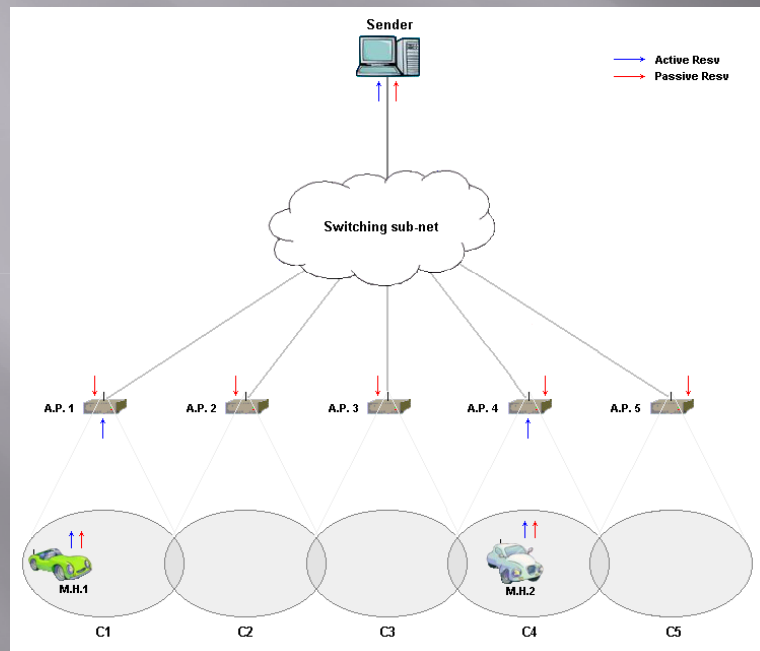 Sender
Active Resv
Passive Resv
Switching sub-net
A.P. 1
A.P. 2
A.P. 3
A.P. 4
A.P. 5
M.H.1
M.H.2
C1
C2
C3
C4
C5